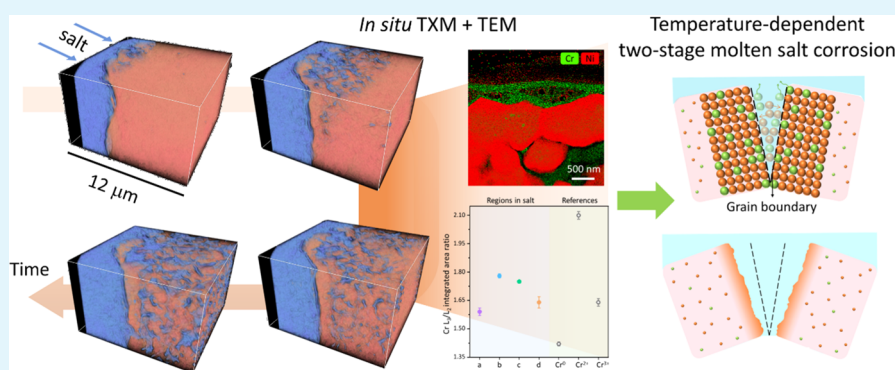 In situ TXM + TEM
Temperature-dependent
two-stage molten salt corrosion
salt
12 μm
Time
Cr Ni
500 nm
Regions in salt
References
Cr L₃/L₂ integrated area ratio
2.10
1.95
1.80
1.65
1.50
1.35
a b c d Cr⁰ Cr²⁺ Cr³⁺
Grain boundary